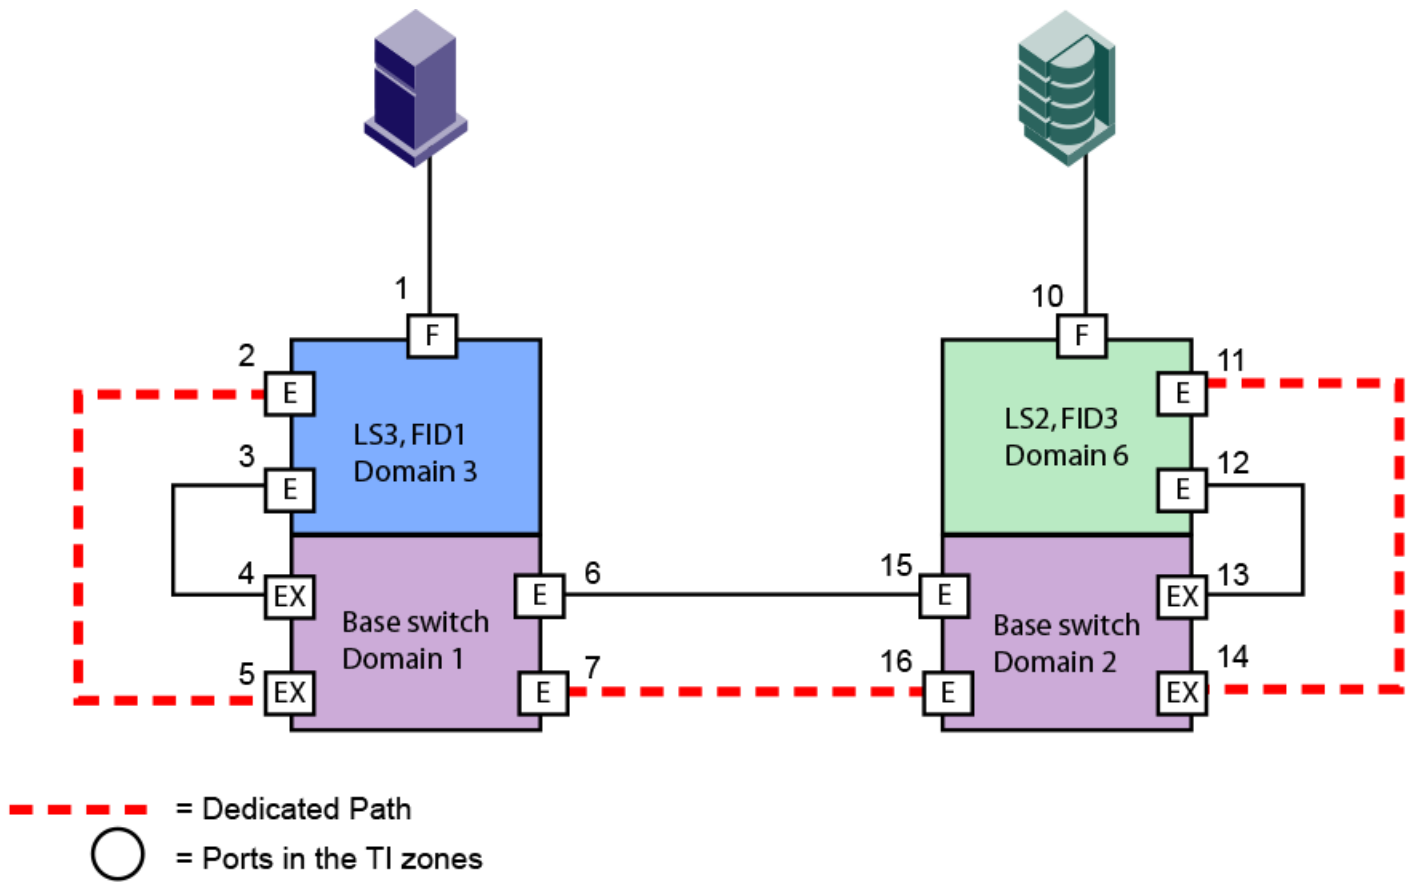 1
10
F
F
2
11
E
E
LS3, FID1
Domain 3
LS2, FID3
Domain 6
3
12
E
E
4
6
15
13
EX
E
E
EX
Base switch
Domain 1
Base switch
Domain 2
5
7
16
14
EX
E
E
EX
= Dedicated Path
= Ports in the TI zones